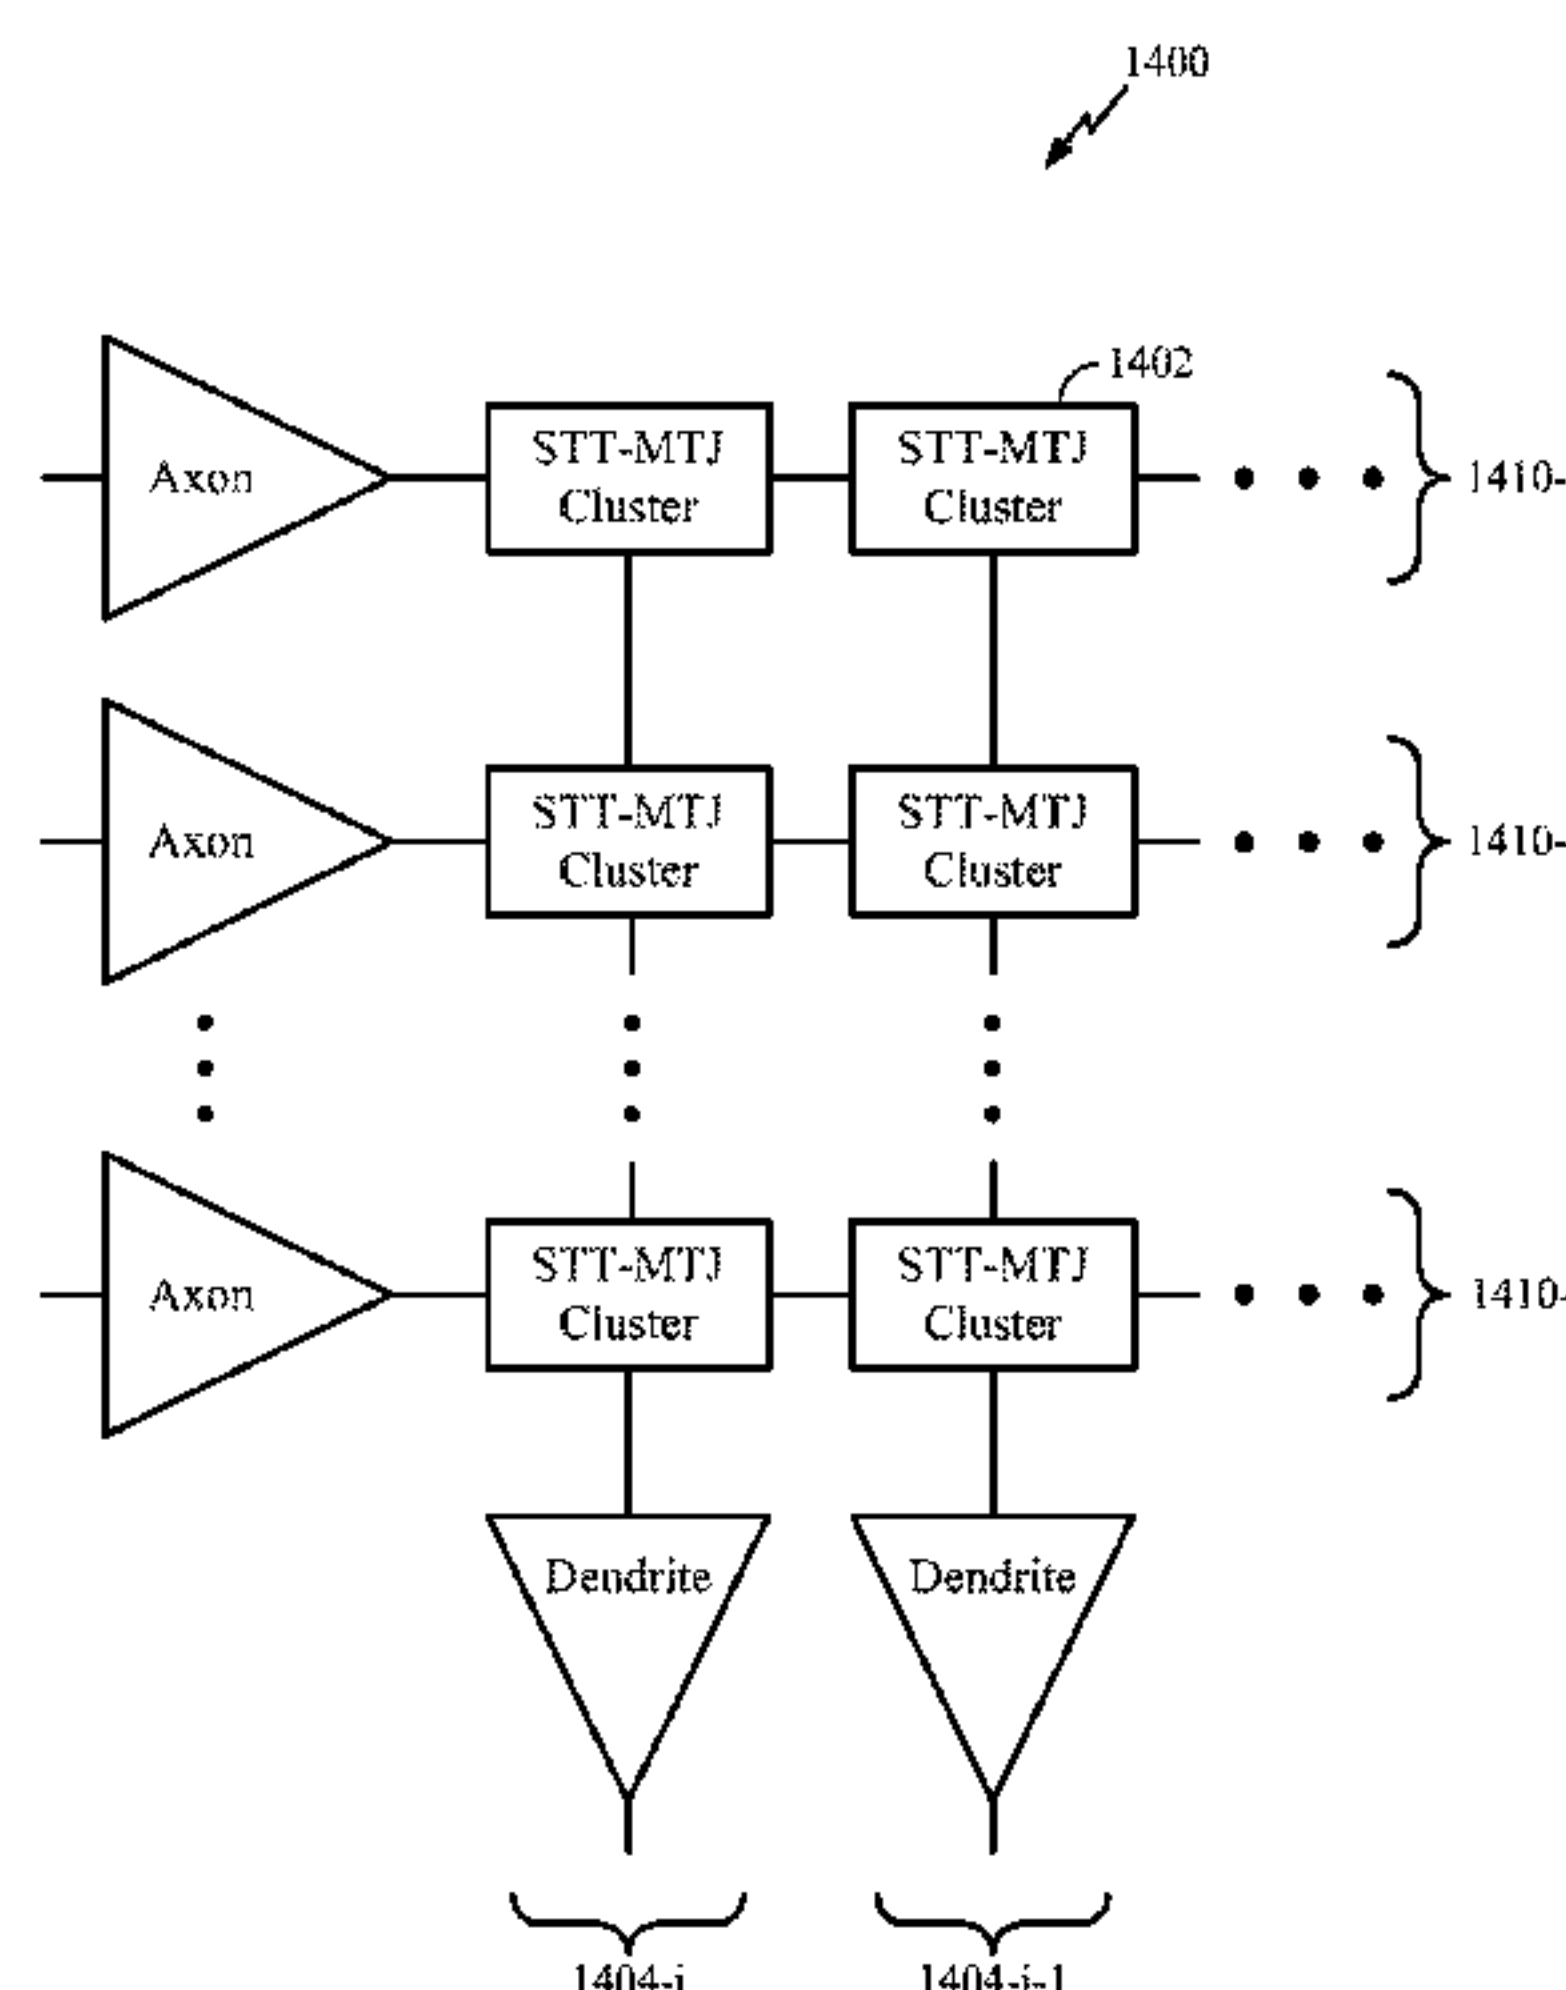 1400
1402
Axon
STT-MTJ
Cluster
STT-MTJ
Cluster
1410-
Axon
STT-MTJ
Cluster
STT-MTJ
Cluster
1410-
Axon
STT-MTJ
Cluster
STT-MTJ
Cluster
1410-
Dendrite
Dendrite
1404-i
1404-i-1